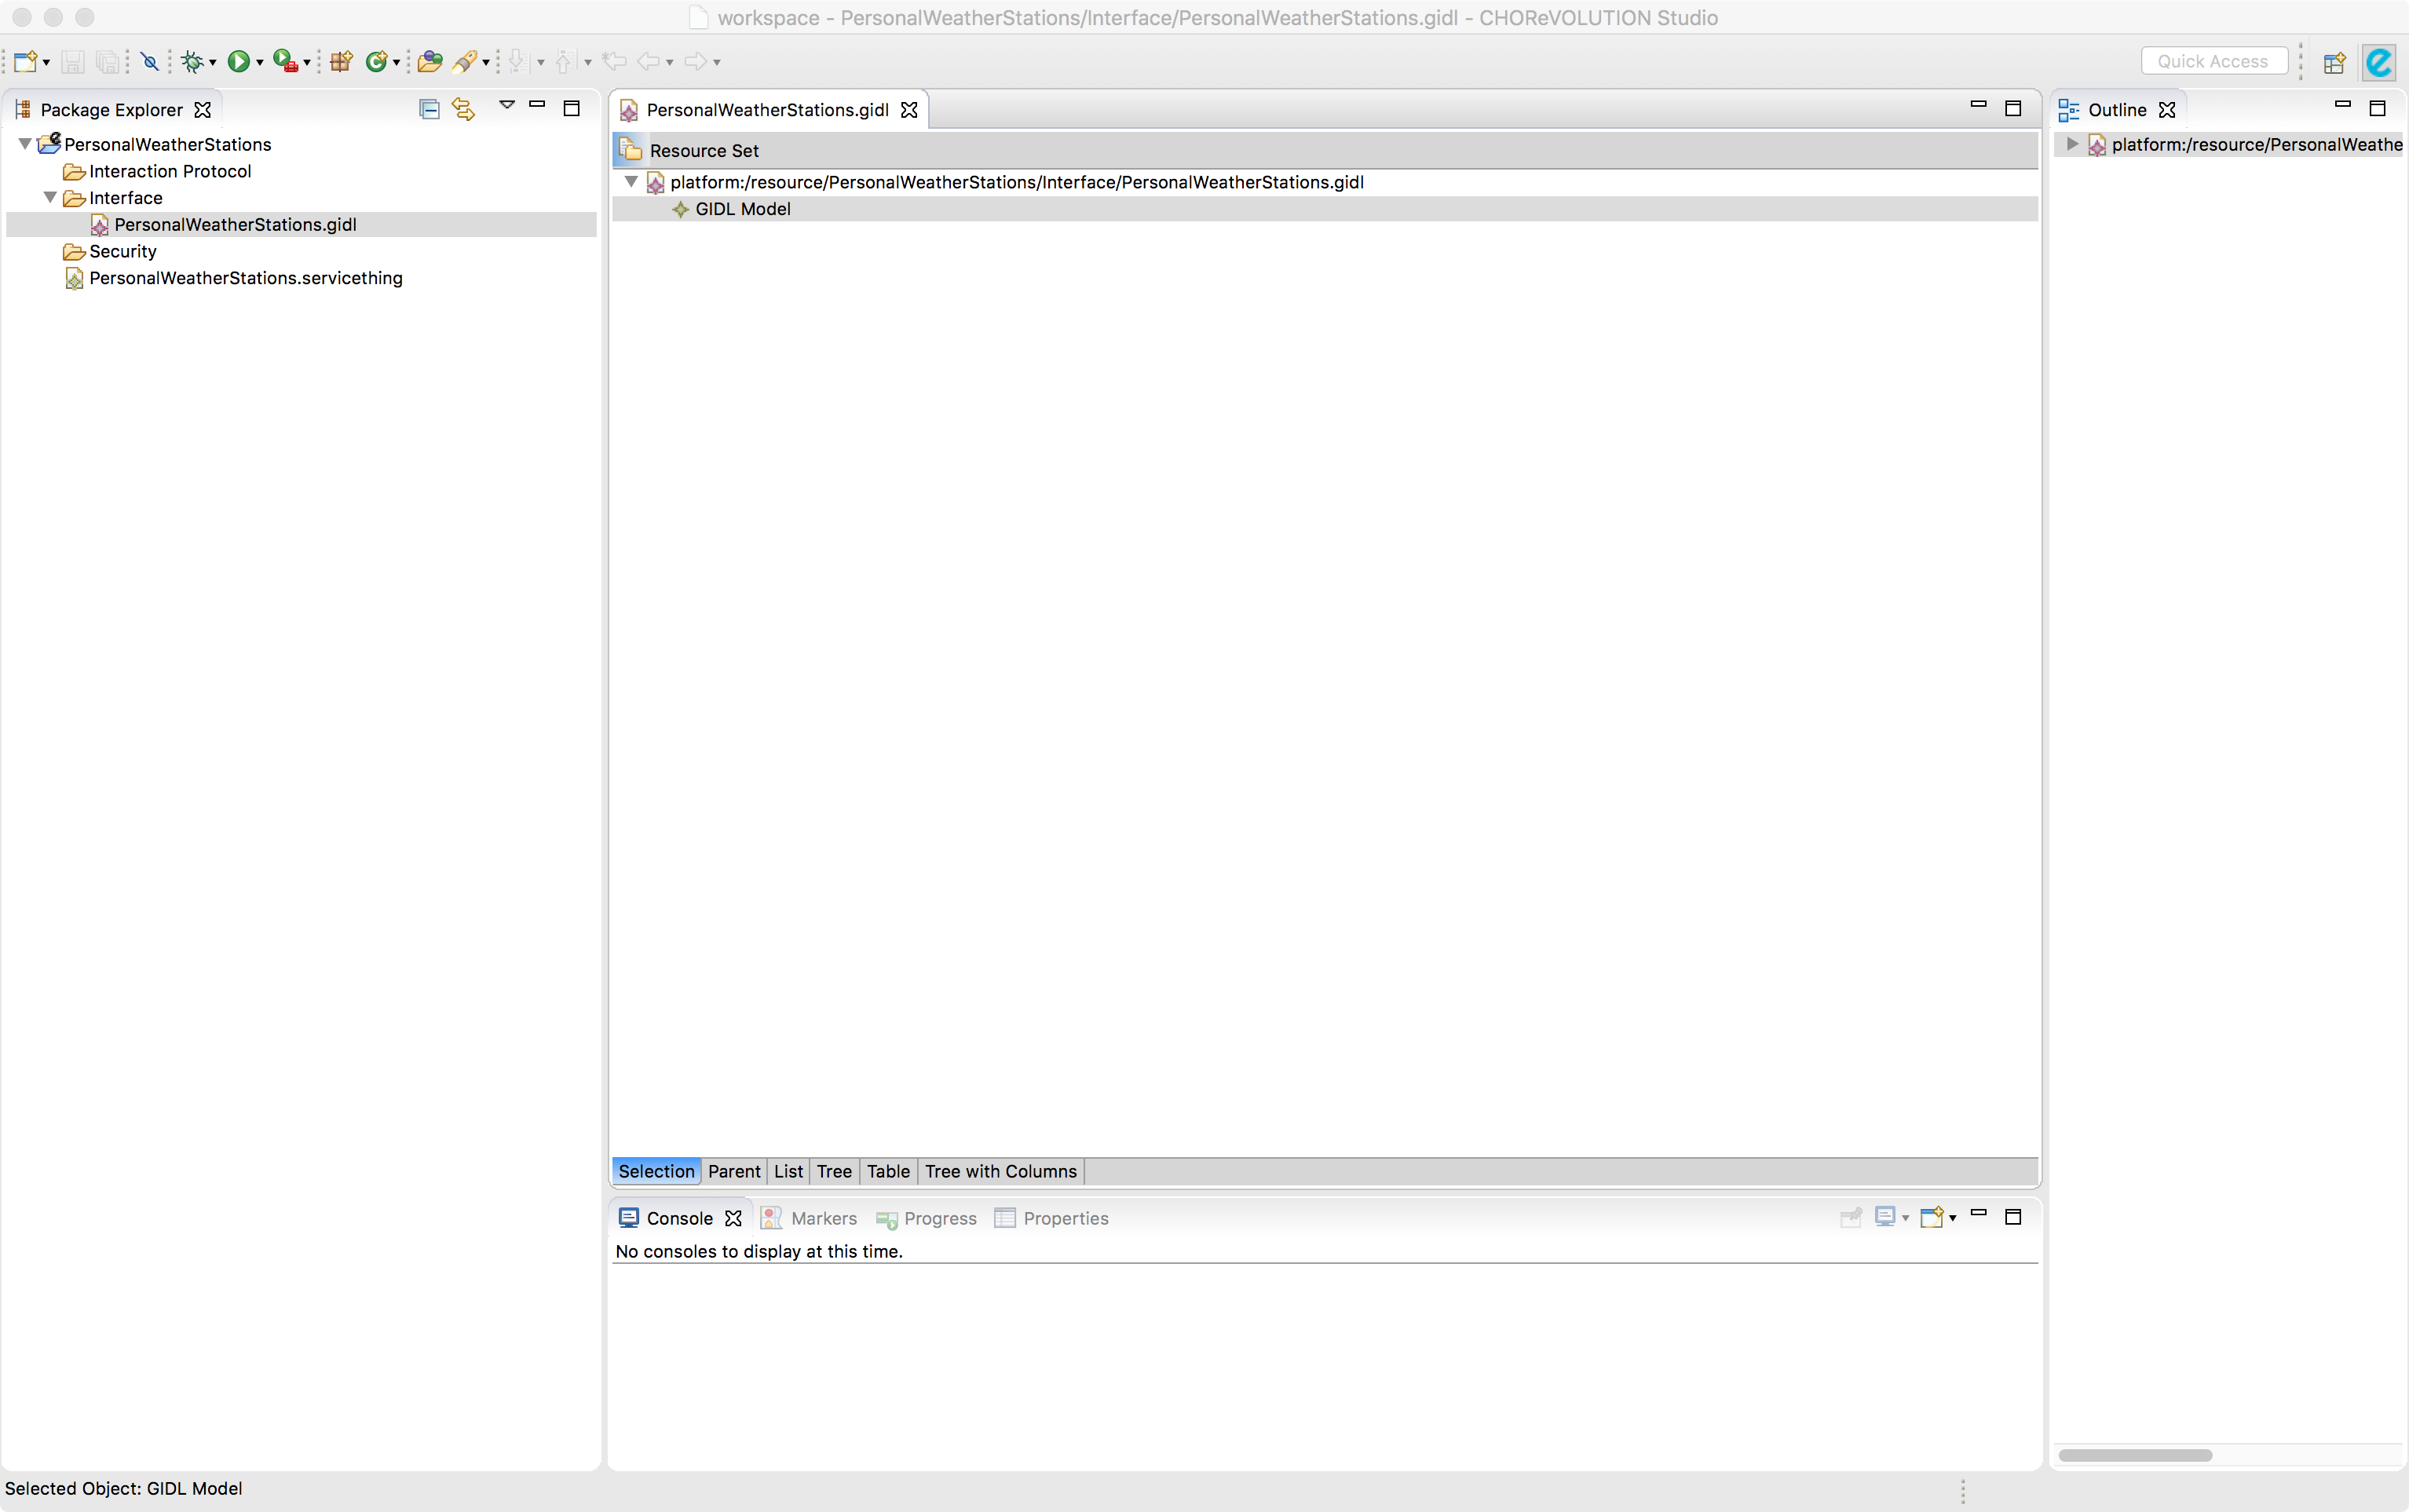 workspace - PersonalWeatherStations/Interface/PersonalWeatherStations.gidl - CHOReVOLUTION Studio
Quick Access
Package Explorer
PersonalWeatherStations
Interaction Protocol
Interface
PersonalWeatherStations.gidl
Security
PersonalWeatherStations.servicething
PersonalWeatherStations.gidl
Resource Set
platform:/resource/PersonalWeatherStations/Interface/PersonalWeatherStations.gidl
GIDL Model
Selection Parent List Tree Table Tree with Columns
Console Markers Progress Properties
No consoles to display at this time.
Outline
platform:/resource/PersonalWeathe
Selected Object: GIDL Model